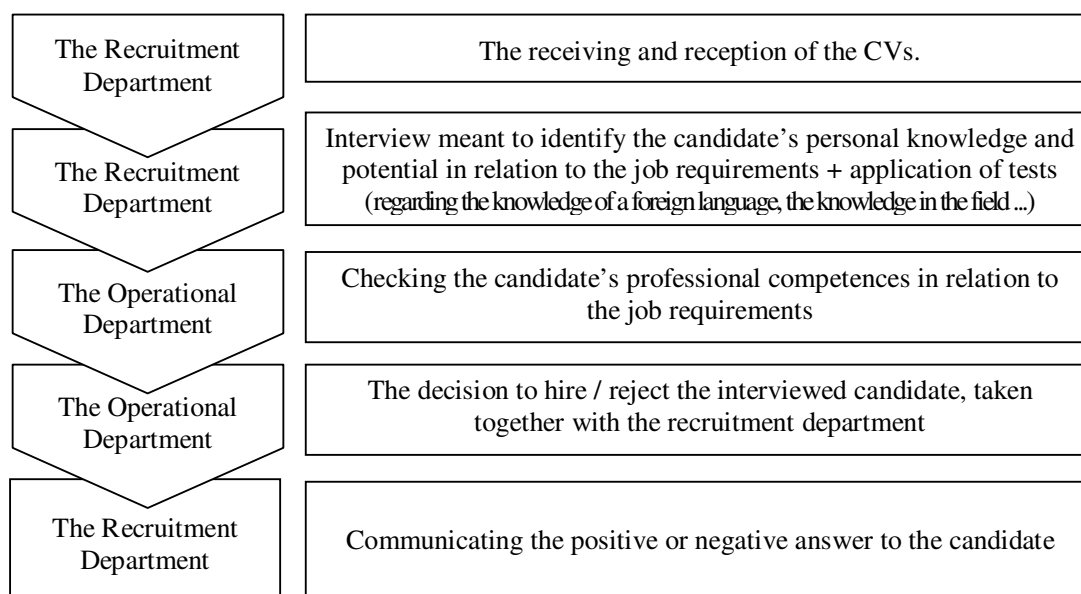 The Recruitment
Department
The receiving and reception of the CVs.
The Recruitment
Department
Interview meant to identify the candidate’s personal knowledge and
potential in relation to the job requirements + application of tests
(regarding the knowledge of a foreign language, the knowledge in the field ...)
The Operational
Department
Checking the candidate’s professional competences in relation to
the job requirements
The Operational
Department
The decision to hire / reject the interviewed candidate, taken
together with the recruitment department
The Recruitment
Department
Communicating the positive or negative answer to the candidate